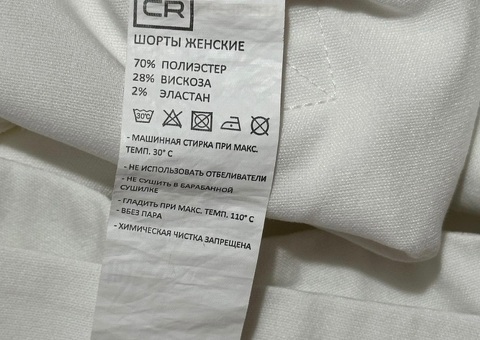 CR
ШОРТЫ ЖЕНСКИЕ
70% ПОЛИЭСТЕР
28% ВИСКОЗА
2% ЭЛАСТАН
30°C
- МАШИННАЯ СТИРКА ПРИ МАКС.
ТЕМП. 30° С
- НЕ ИСПОЛЬЗОВАТЬ ОТБЕЛИВАТЕЛИ
- НЕ СУШИТЬ В БАРАБАННОЙ
СУШИЛКЕ
- ГЛАДИТЬ ПРИ МАКС. ТЕМП. 110° С
- ВБЕЗ ПАРА
- ХИМИЧЕСКАЯ ЧИСТКА ЗАПРЕЩЕНА